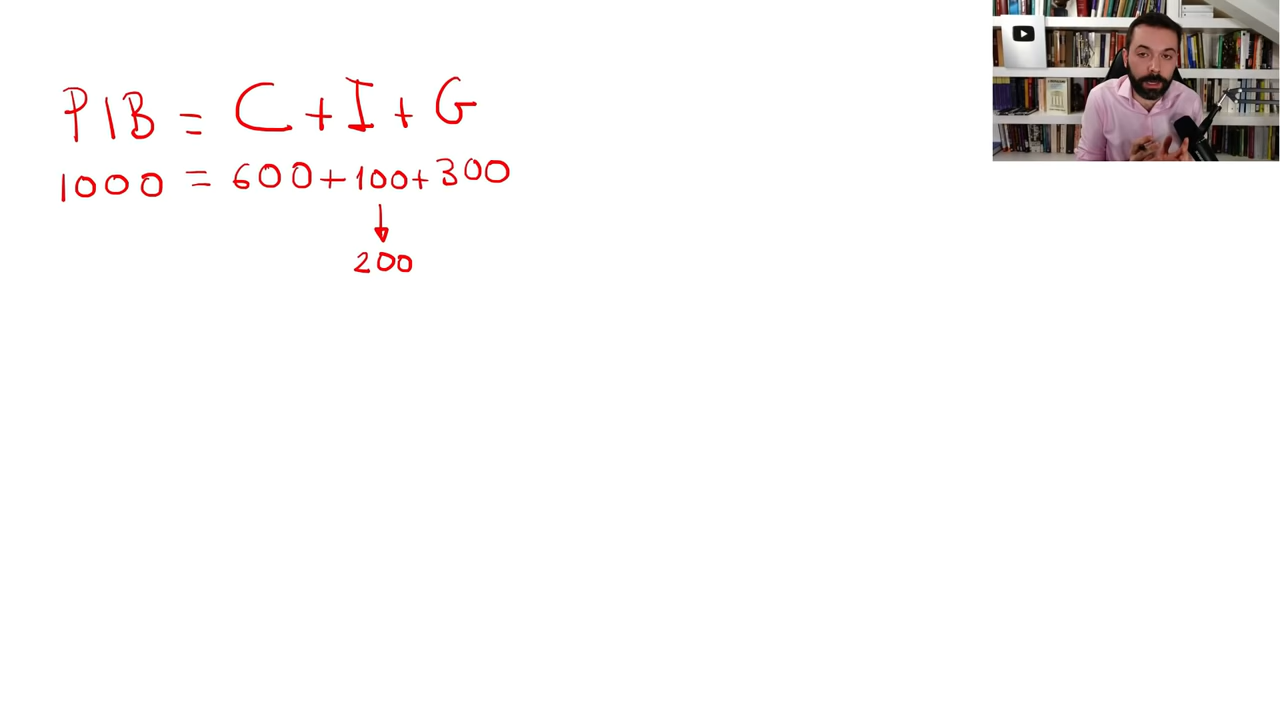 PIB = C + I + G
1000 = 600 + 100 + 300
↓
200